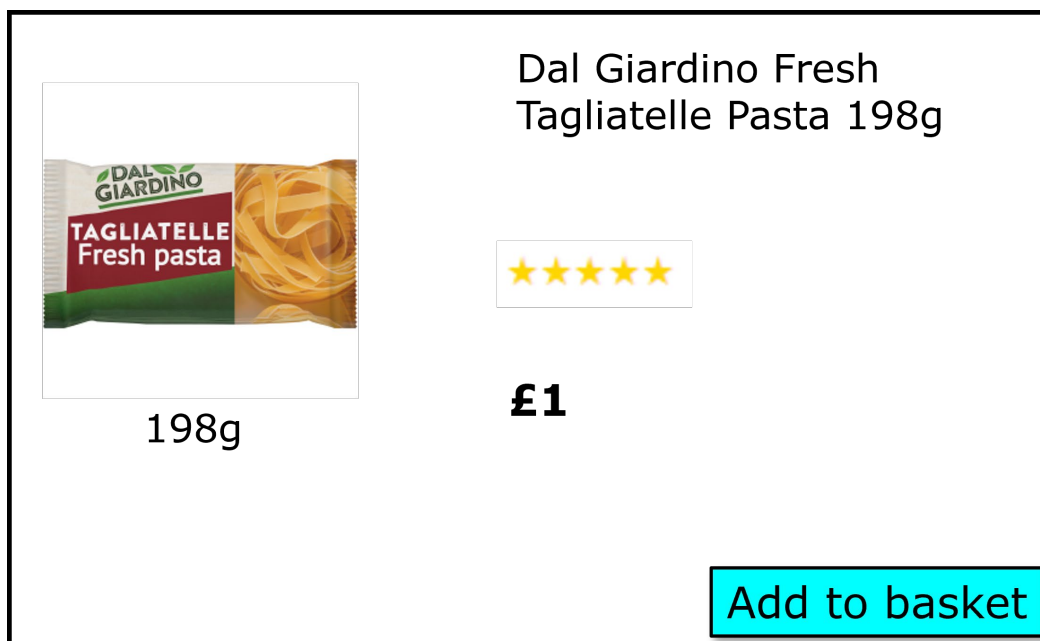 Dal Giardino Fresh
Tagliatelle Pasta 198g
DAL
GIARDINO
TAGLIATELLE
Fresh pasta
£1
198g
Add to basket